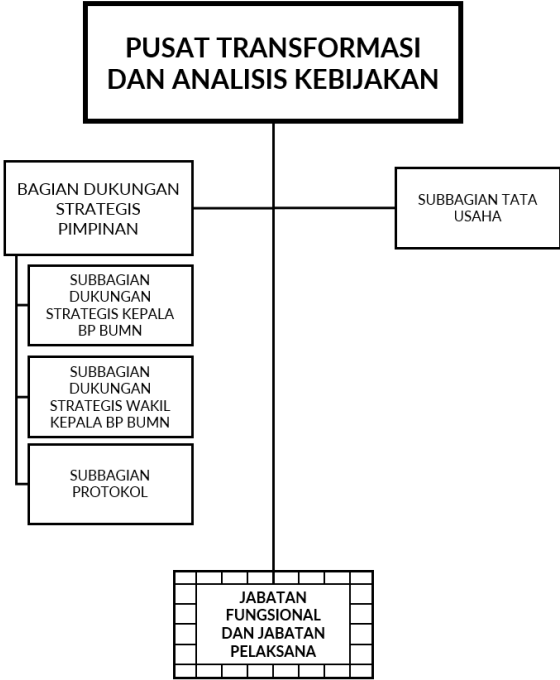 PUSAT TRANSFORMASI
DAN ANALISIS KEBIJAKAN
BAGIAN DUKUNGAN
STRATEGIS
PIMPINAN
SUBBAGIAN TATA
USAHA
SUBBAGIAN
DUKUNGAN
STRATEGIS KEPALA
BP BUMN
SUBBAGIAN
DUKUNGAN
STRATEGIS WAKIL
KEPALA BP BUMN
SUBBAGIAN
PROTOKOL
JABATAN
FUNGSIONAL
DAN JABATAN
PELAKSANA